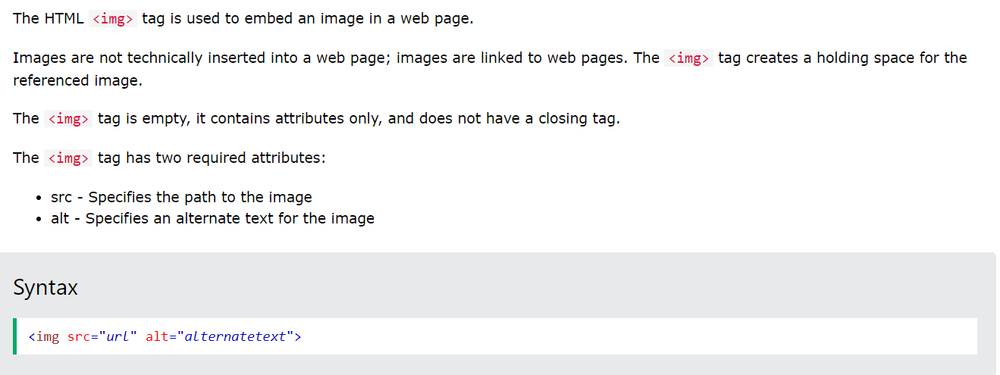 The HTML <img> tag is used to embed an image in a web page.
Images are not technically inserted into a web page; images are linked to web pages. The <img> tag creates a holding space for the
referenced image.
The <img> tag is empty, it contains attributes only, and does not have a closing tag.
The <img> tag has two required attributes:
• src - Specifies the path to the image
• alt - Specifies an alternate text for the image
Syntax
<img src="url" alt="alternatetext">